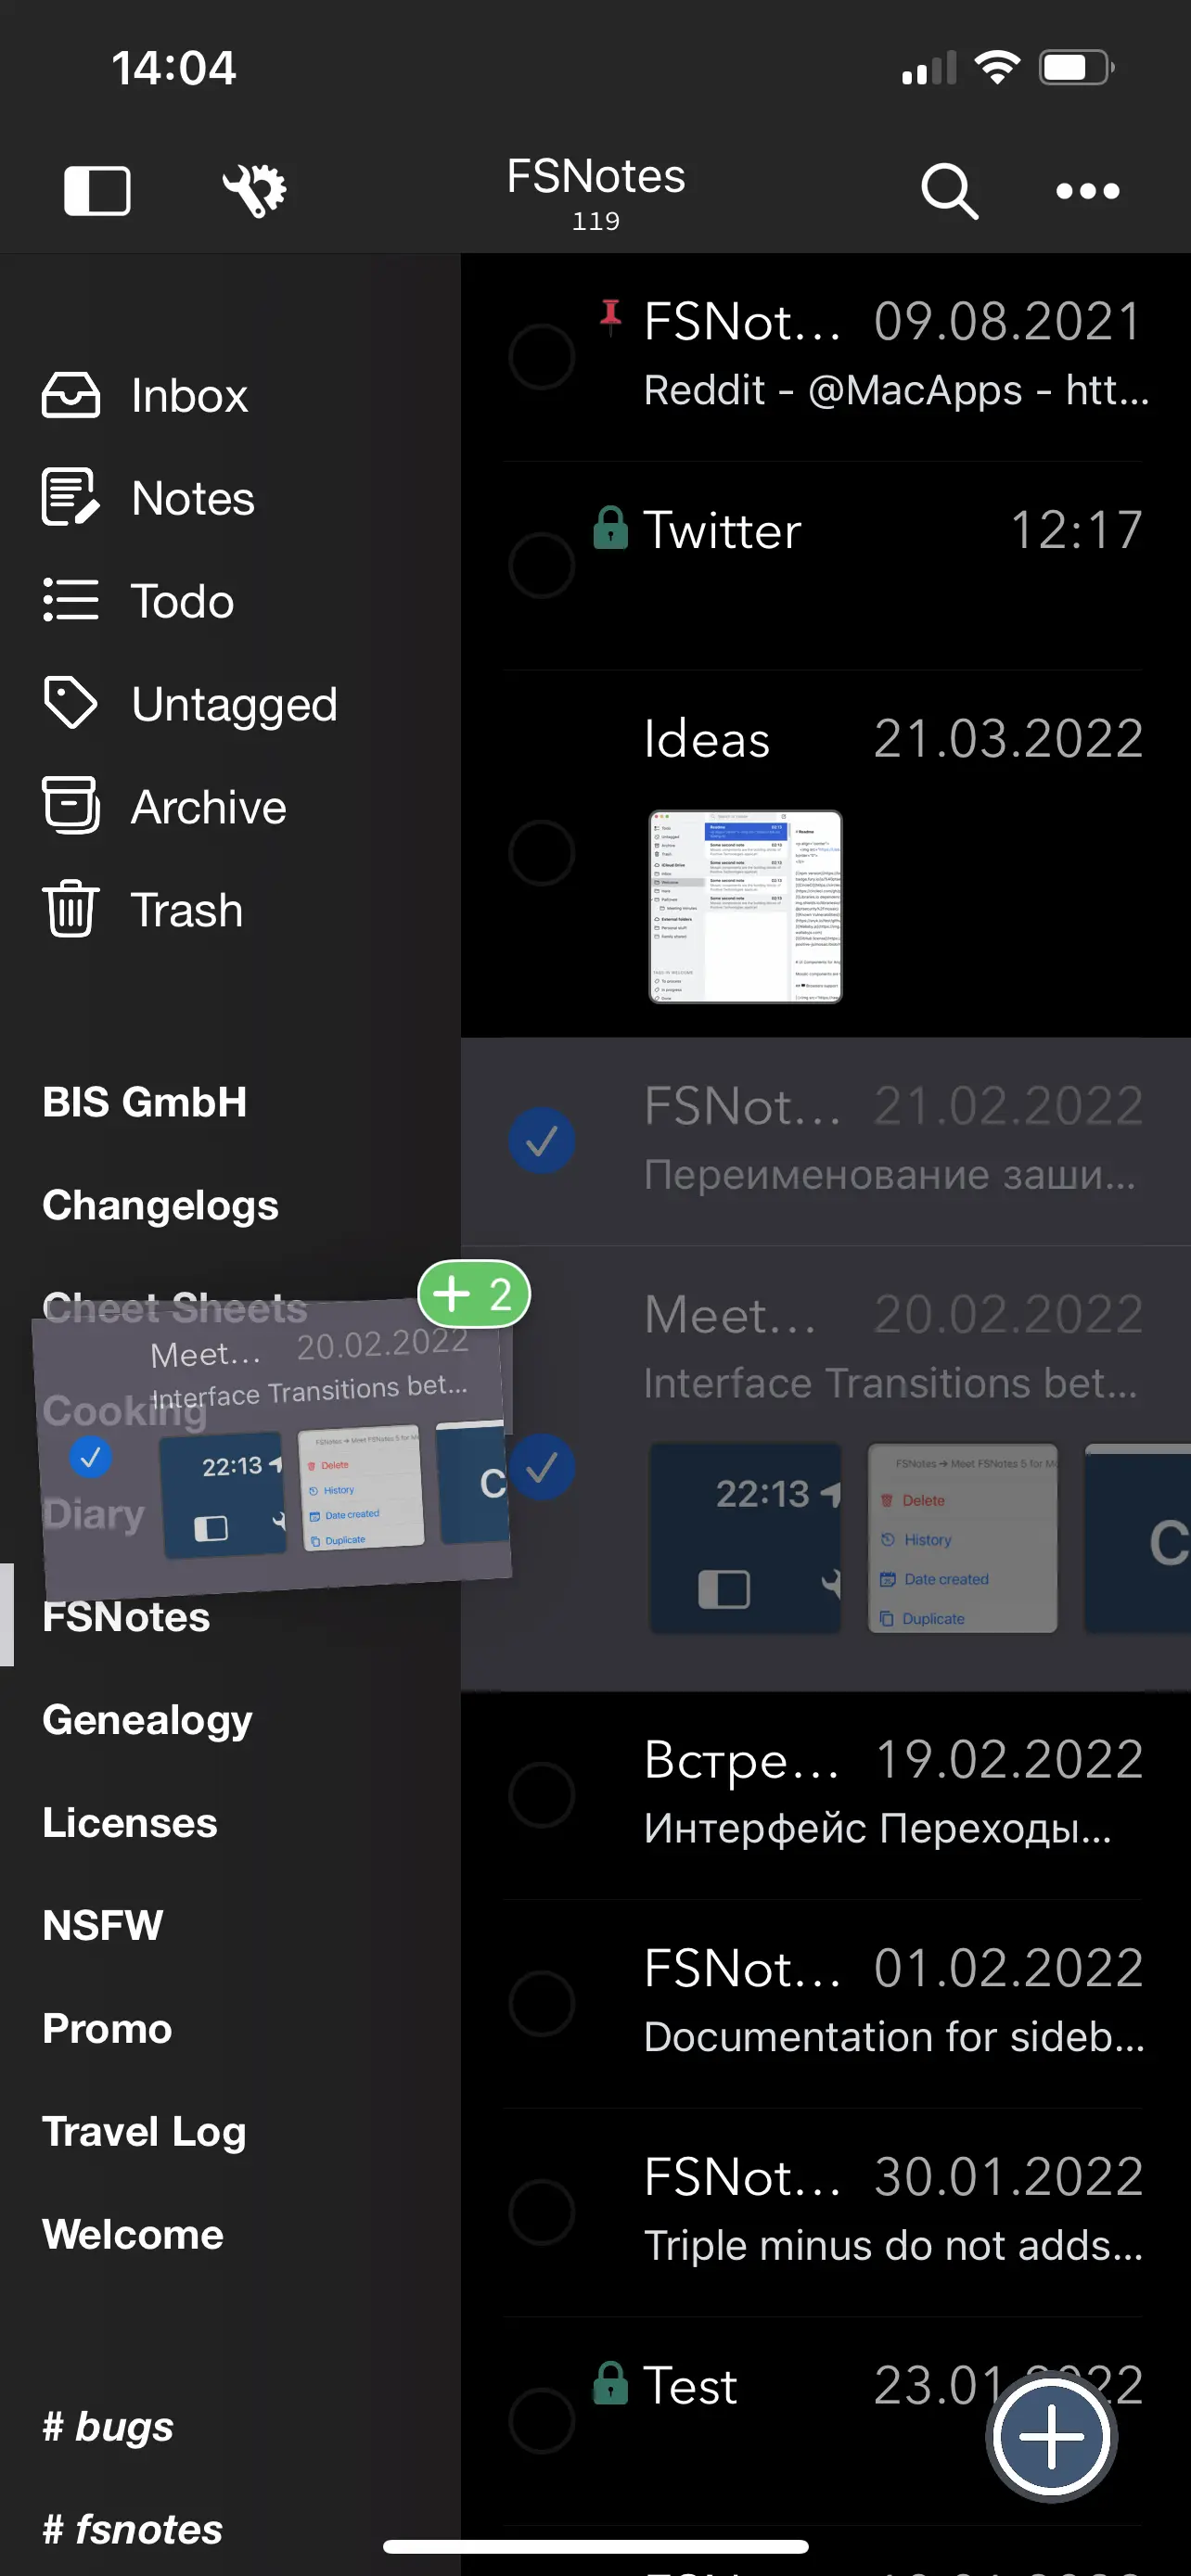 14:04
FSNotes
119
Inbox
Notes
Todo
Untagged
Archive
Trash
BIS GmbH
Changelogs
Cheet Sheets
Cooking
Diary
FSNotes
Genealogy
Licenses
NSFW
Promo
Travel Log
Welcome
# bugs
# fsnotes
+ 2
Meet... 20.02.2022
Interface Transitions bet...
22:13
Delete
History
Date created
Duplicate
C
FSNot... 09.08.2021
Reddit - @MacApps - htt...
Twitter 12:17
Ideas 21.03.2022
FSNot... 21.02.2022
Переименование заши...
Meet... 20.02.2022
Interface Transitions bet...
22:13
FSNotes → Meet FSNotes 5 for
Delete
History
Date created
Duplicate
C
Встре... 19.02.2022
Интерфейс Переходы...
FSNot... 01.02.2022
Documentation for sideb...
FSNot... 30.01.2022
Triple minus do not adds...
Test 23.01